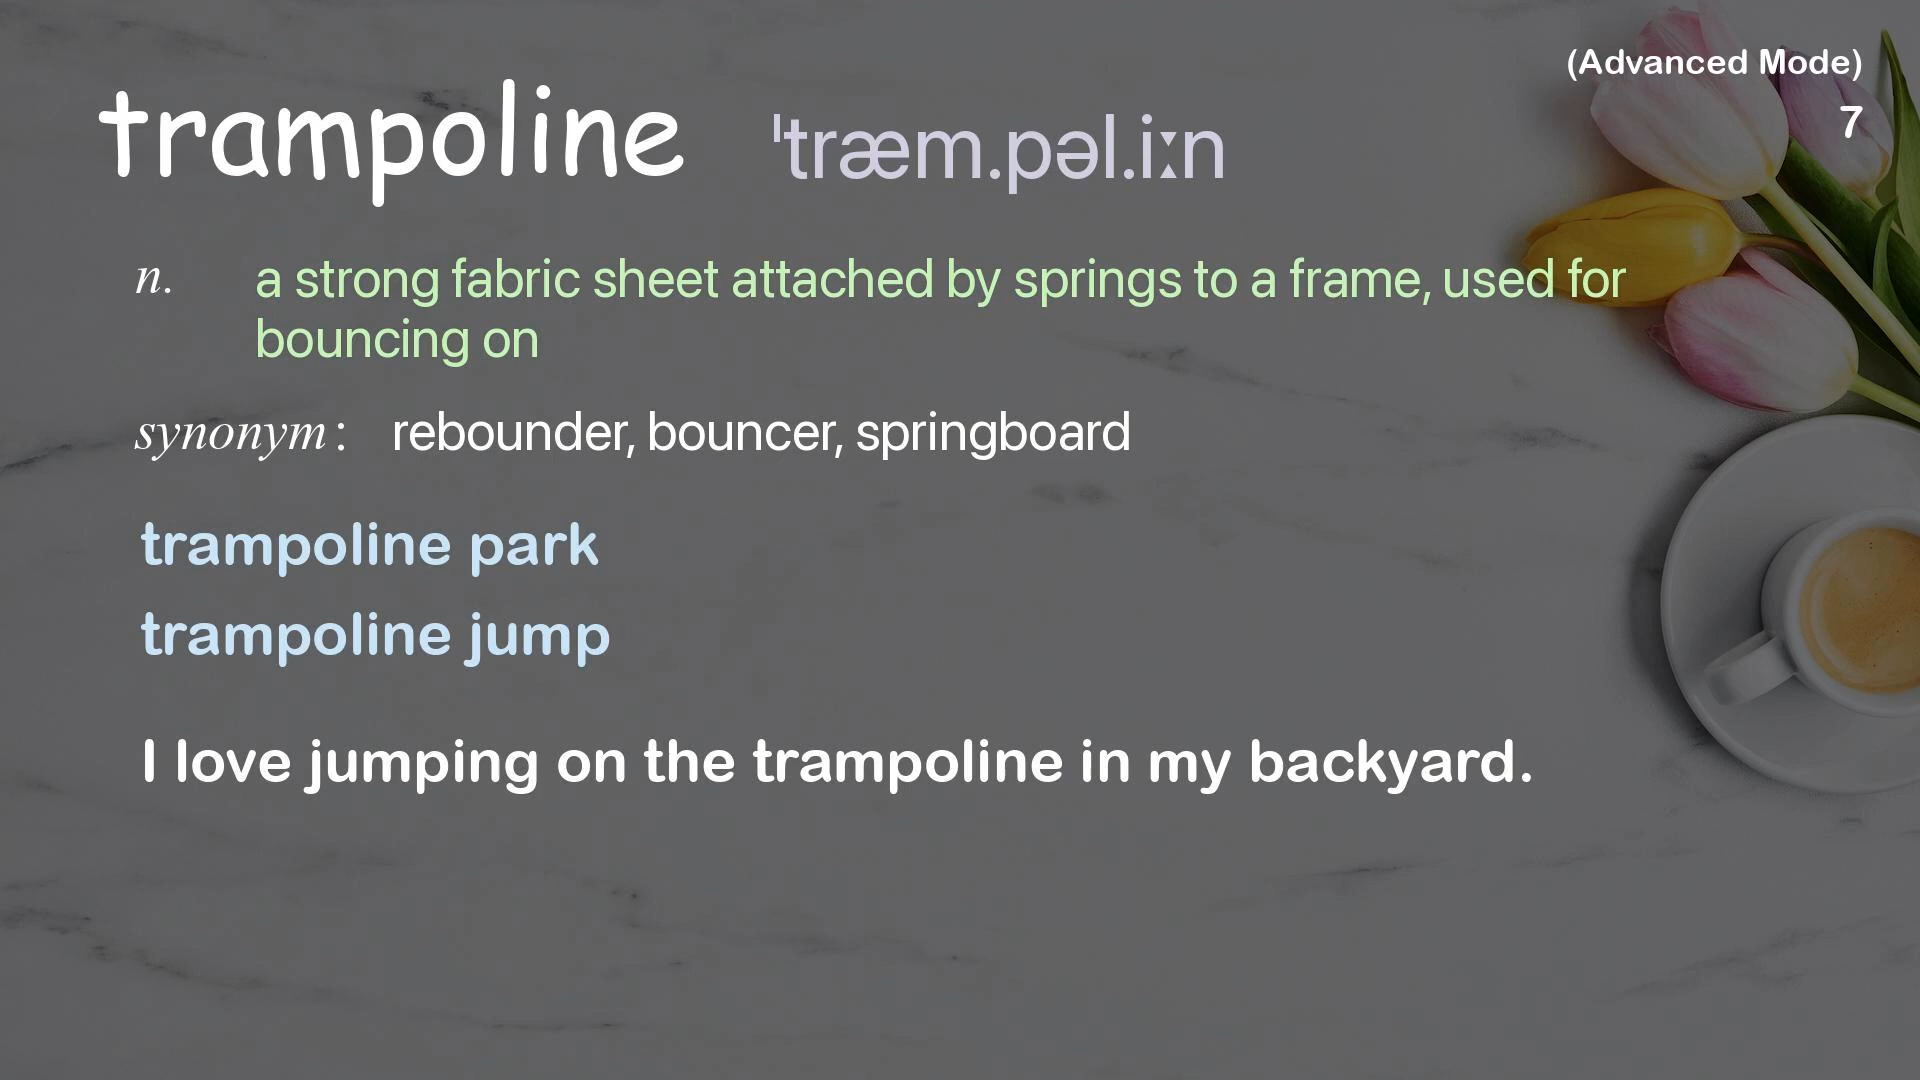 (Advanced Mode)
7
trampoline ˈtræm.pəl.iːn
n. a strong fabric sheet attached by springs to a frame, used for
bouncing on
synonym: rebounder, bouncer, springboard
trampoline park
trampoline jump
I love jumping on the trampoline in my backyard.